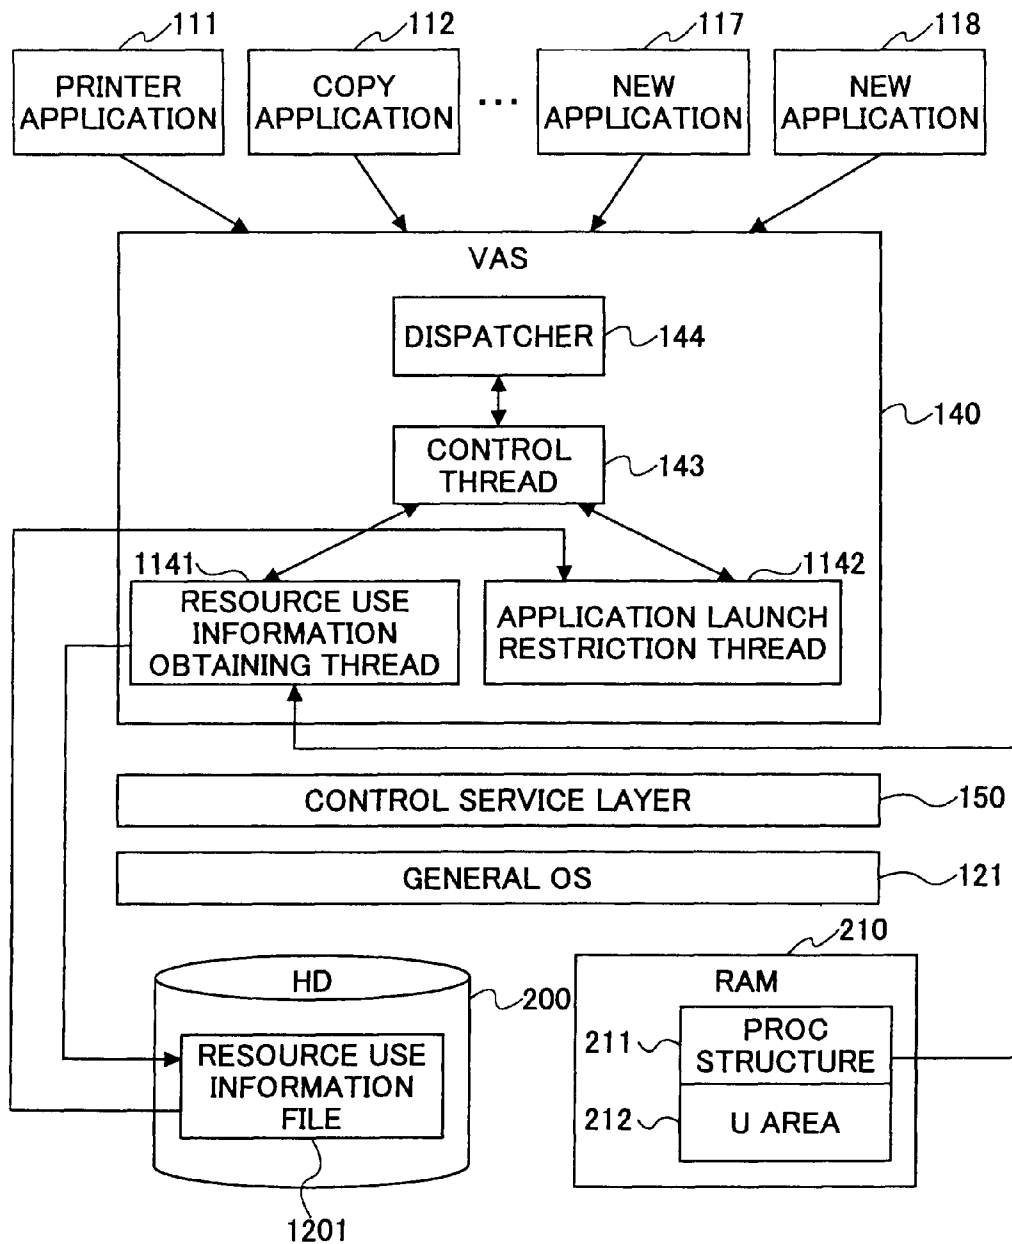 111
112
117
118
PRINTER
APPLICATION
COPY
APPLICATION
...
NEW
APPLICATION
NEW
APPLICATION
VAS
DISPATCHER
144
140
CONTROL
THREAD
143
1141
1142
RESOURCE USE
INFORMATION
OBTAINING THREAD
APPLICATION LAUNCH
RESTRICTION THREAD
CONTROL SERVICE LAYER
150
GENERAL OS
121
210
HD
200
RAM
RESOURCE USE
INFORMATION
FILE
211
PROC
STRUCTURE
212
U AREA
1201